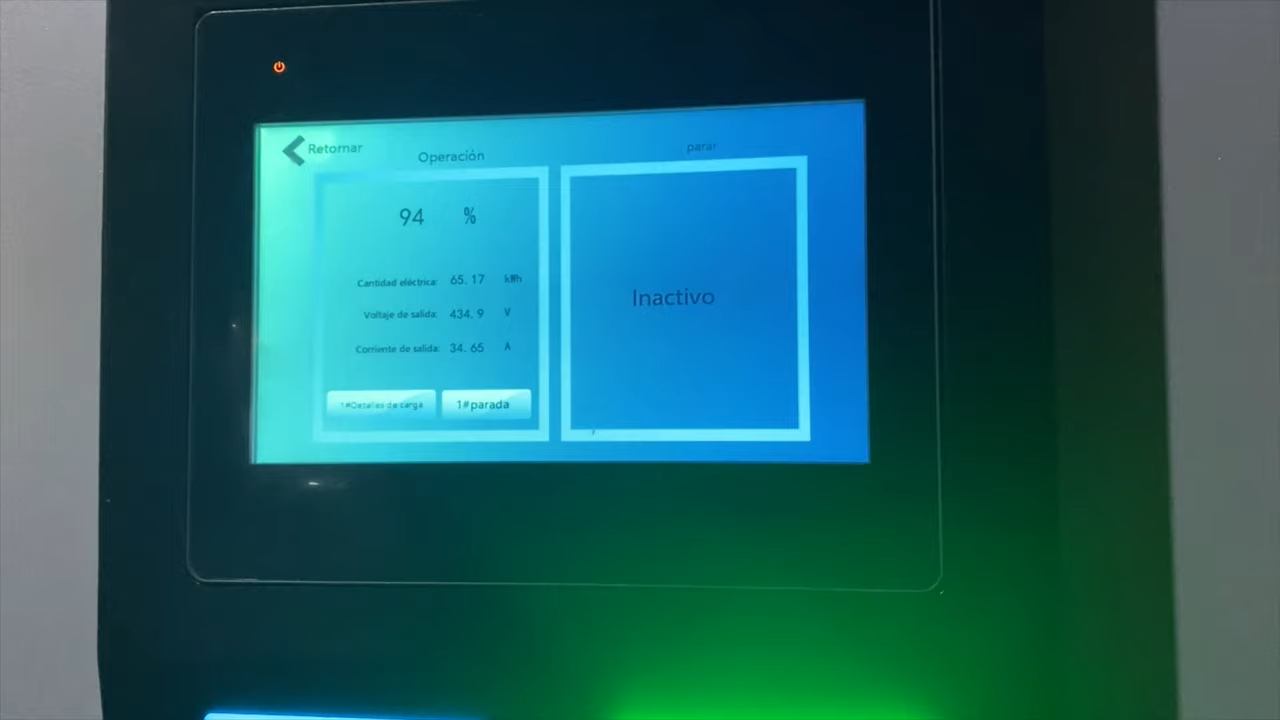 Retornar
Operación
parar
94 %
Cantidad eléctrica: 65.17 kWh
Voltaje de salida: 434.9 V
Corriente de salida: 34.65 A
1#Detalles de carga
1#parada
Inactivo